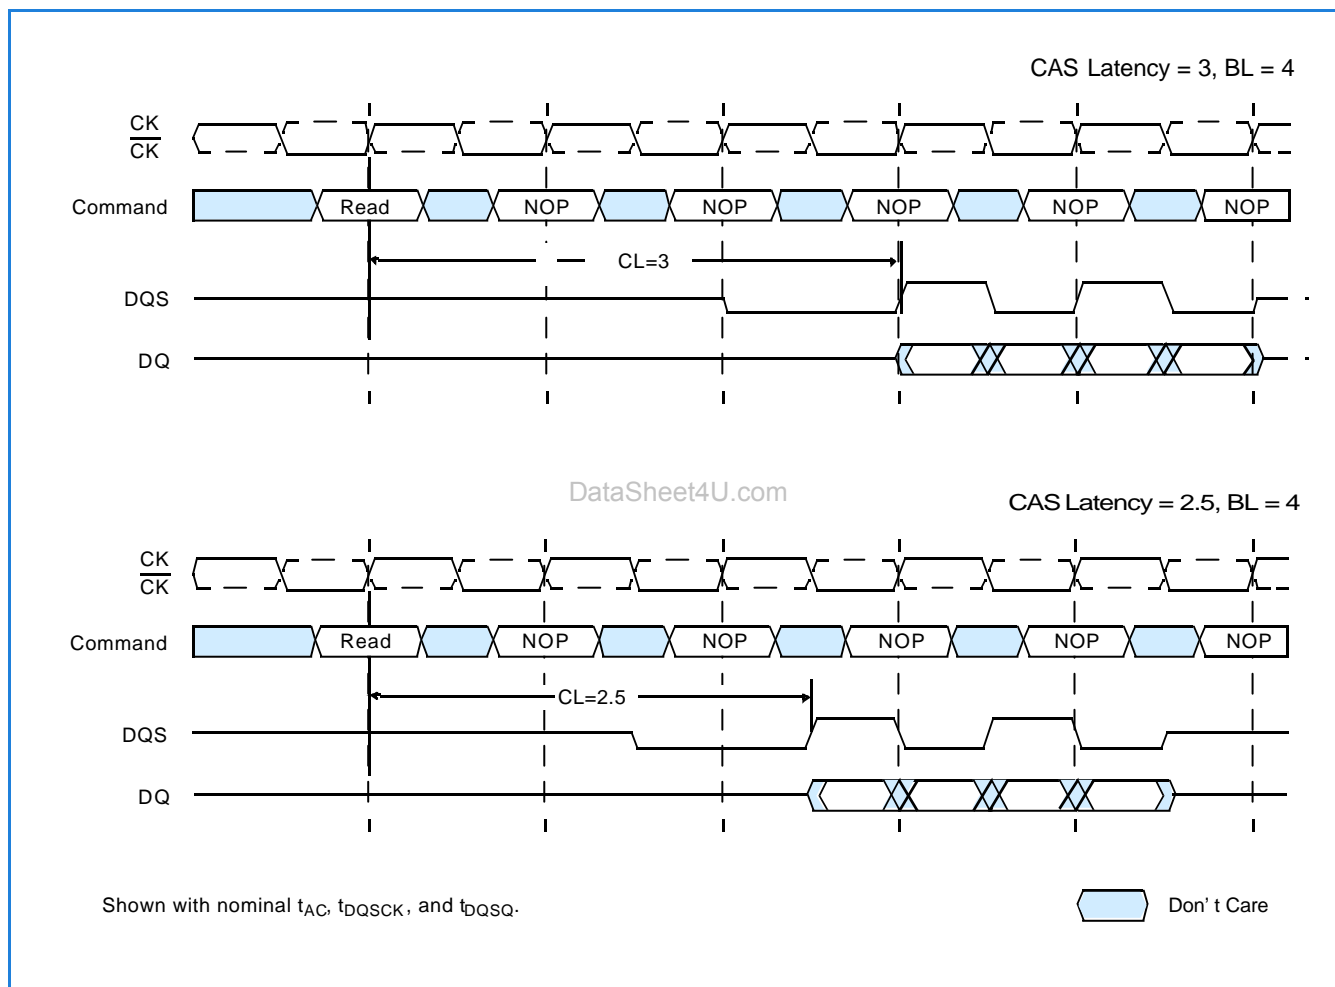 CAS Latency = 3, BL = 4
CK
CK
Command Read NOP NOP NOP NOP NOP
CL=3
DQS
DQ
DataSheet4U.com
CAS Latency = 2.5, BL = 4
CK
CK
Command Read NOP NOP NOP NOP NOP
CL=2.5
DQS
DQ
Shown with nominal tAC, tDQSCK, and tDQSQ.
Don't Care